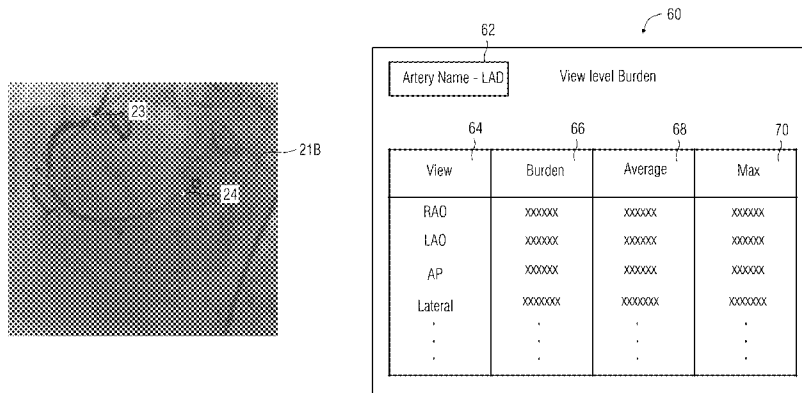 60
62
Artery Name - LAD
View level Burden
23
21B
24
64
66
68
70
View Burden Average Max
RAO XXXXXX XXXXXX XXXXXX
LAO XXXXXX XXXXXX XXXXXX
AP XXXXXX XXXXXX XXXXXX
Lateral XXXXXXX XXXXXXX XXXXXXX